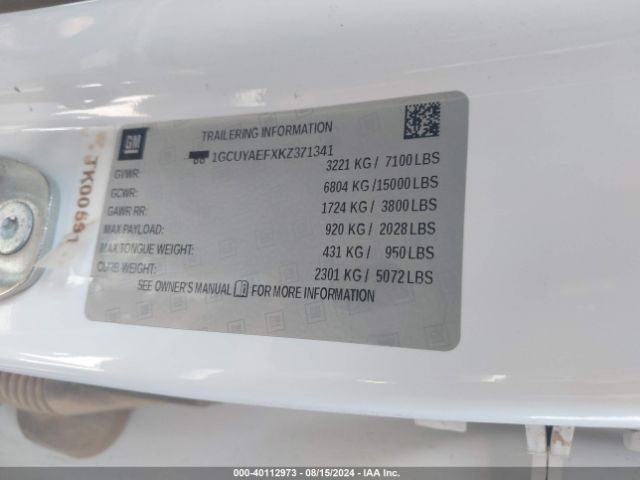 GM
TRAILERING INFORMATION
1GCUYAEFXKZ371341
GVWR: 3221 KG / 7100 LBS
GCWR: 6804 KG / 15000 LBS
GAWR RR: 1724 KG / 3800 LBS
MAX PAYLOAD: 920 KG / 2028 LBS
MAX TONGUE WEIGHT: 431 KG / 950 LBS
CURB WEIGHT: 2301 KG / 5072 LBS
SEE OWNER'S MANUAL FOR MORE INFORMATION
TK00591
000-40112973 - 08/15/2024 - IAA Inc.